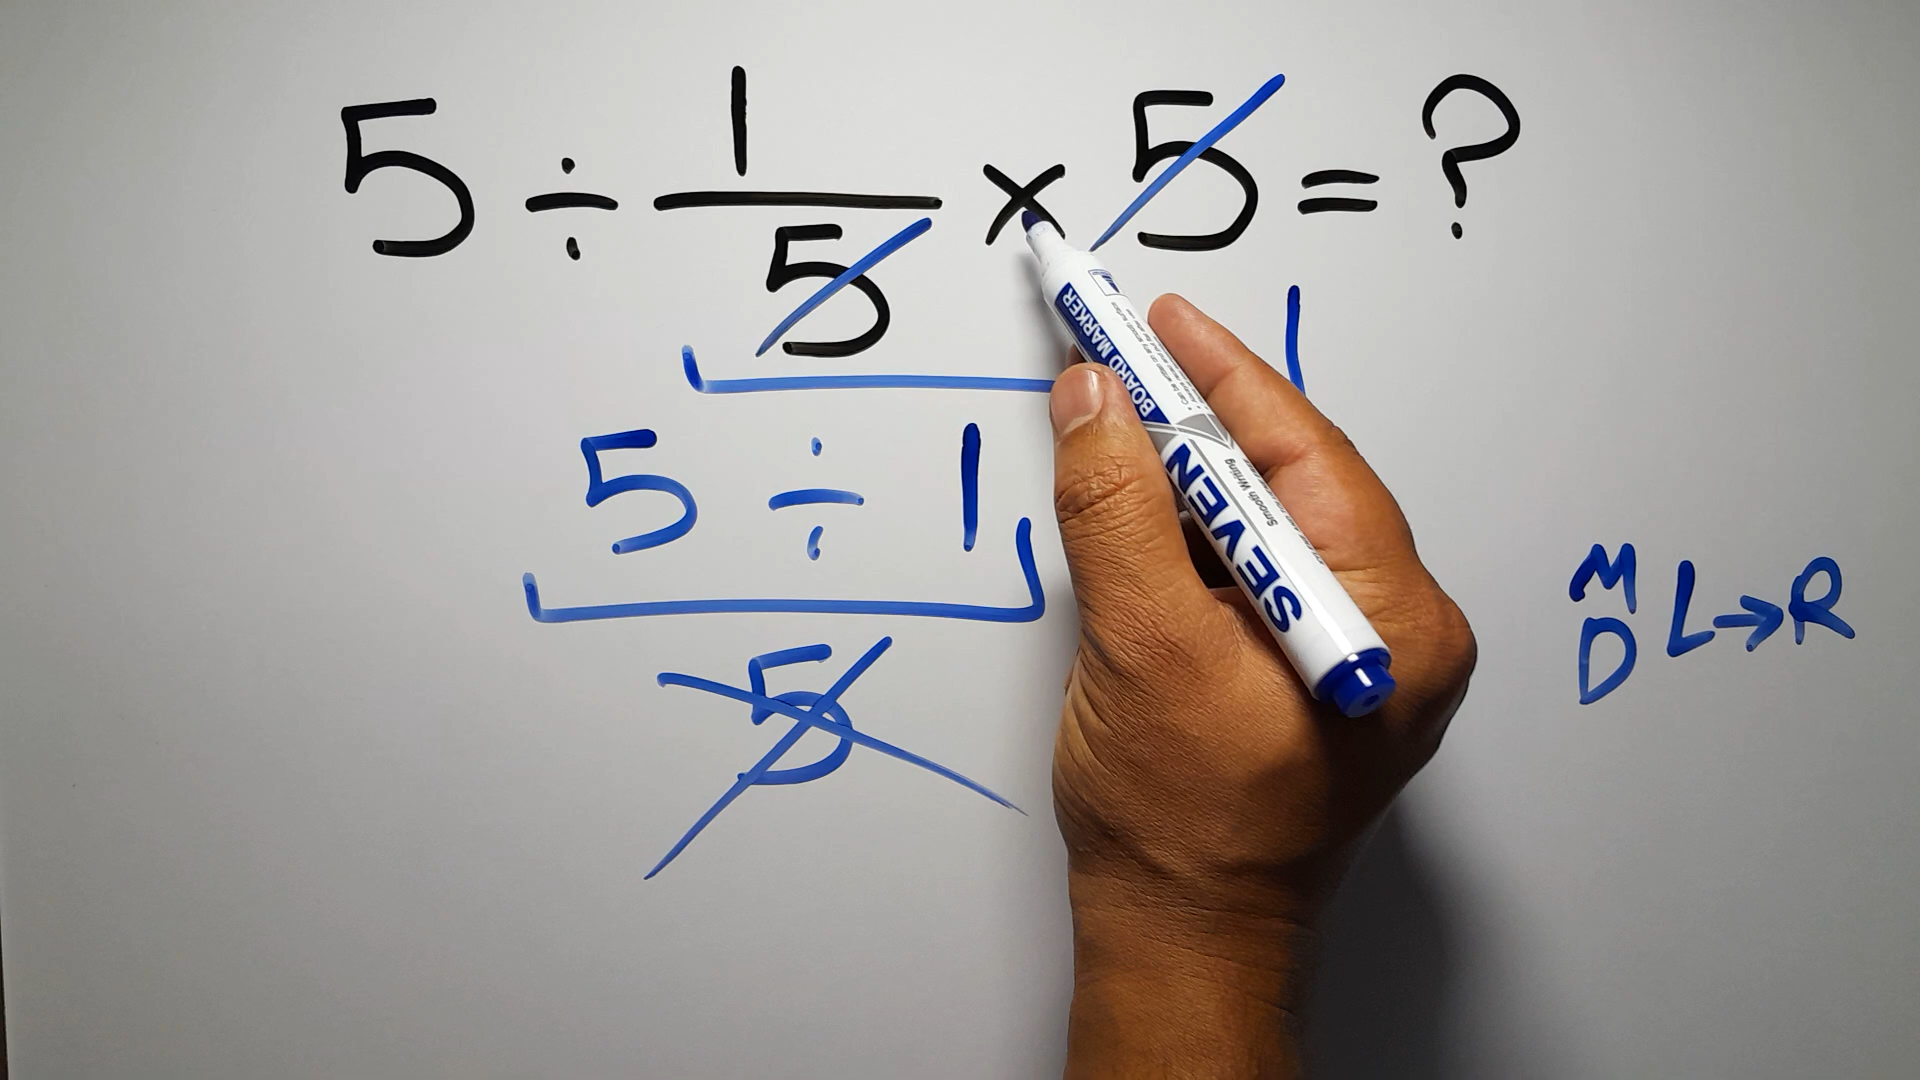 5 ÷ 1/5 × 5 = ?
5 ÷ 1
5
M
D L→R
BOARD MARKER
SEVEN
Smooth Writing